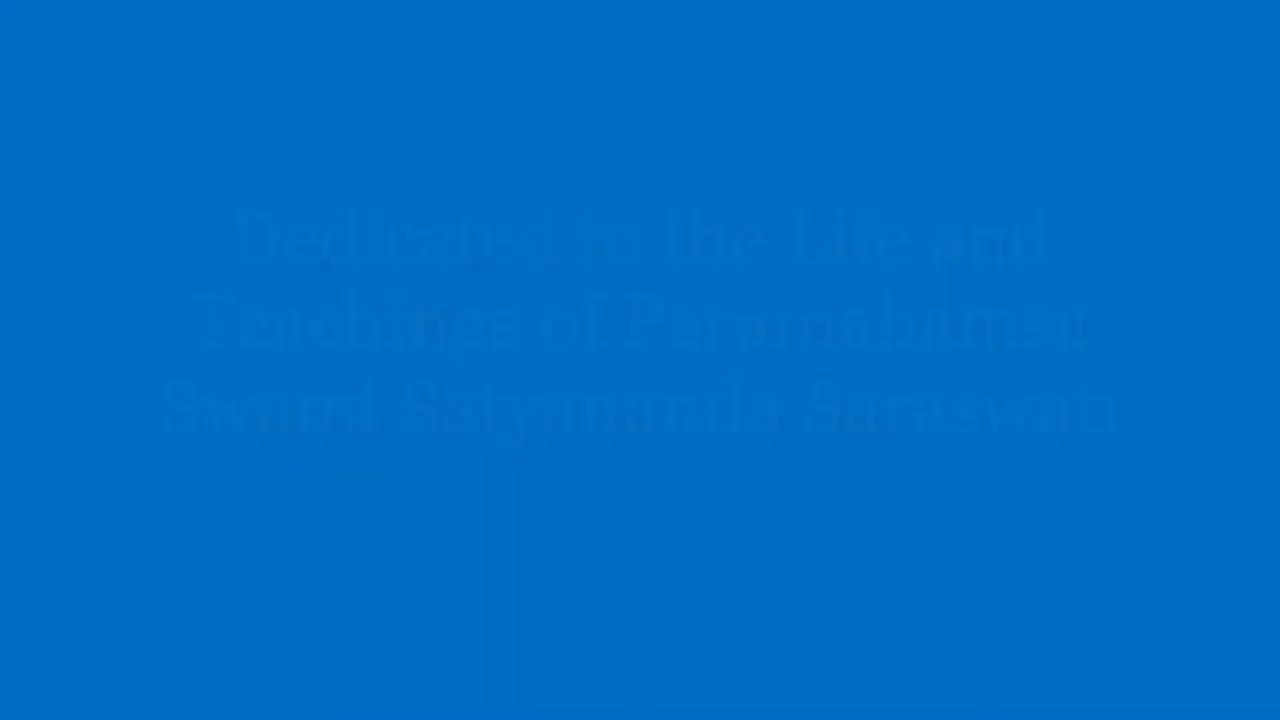 Dedicated to the Life and
Teachings of Paramahamsa
Swami Satyananda Saraswati